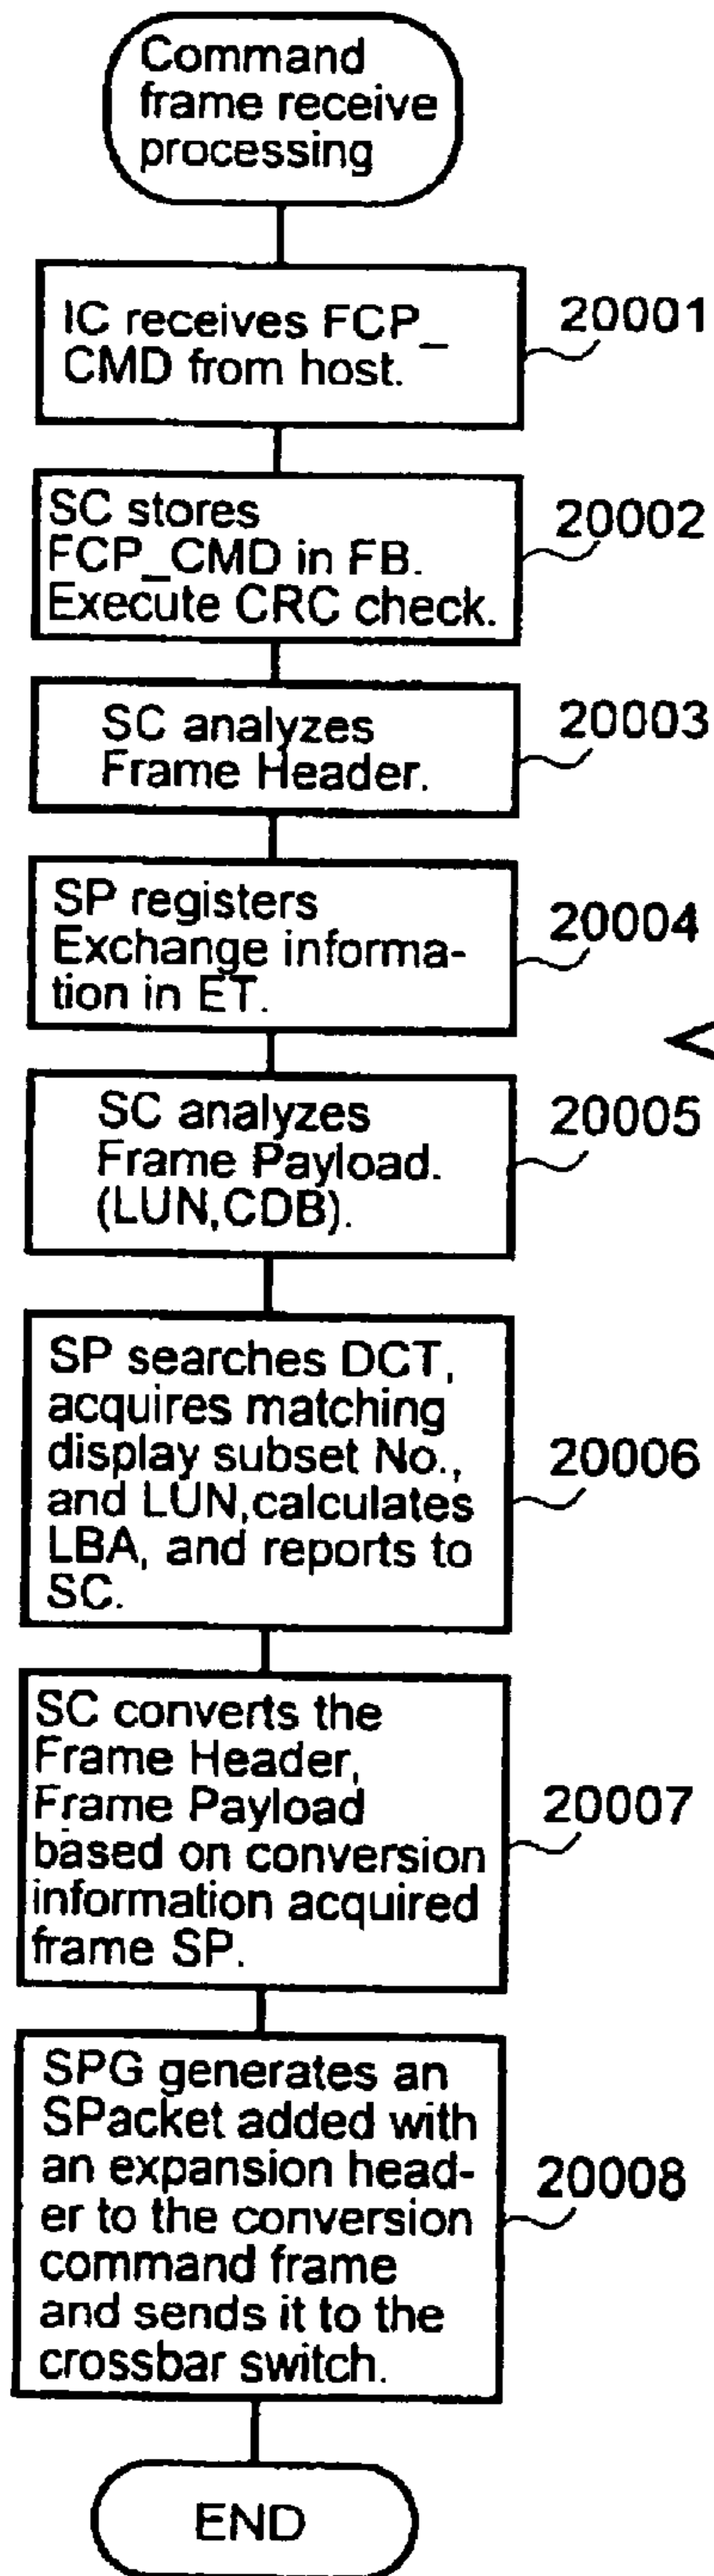 Command
frame receive
processing
IC receives FCP_
CMD from host.
20001
SC stores
FCP_CMD in FB.
Execute CRC check.
20002
SC analyzes
Frame Header.
20003
SP registers
Exchange informa-
tion in ET.
20004
SC analyzes
Frame Payload.
(LUN,CDB).
20005
SP searches DCT,
acquires matching
display subset No.,
and LUN,calculates
LBA, and reports to
SC.
20006
SC converts the
Frame Header,
Frame Payload
based on conversion
information acquired
frame SP.
20007
SPG generates an
SPacket added with
an expansion head-
er to the conversion
command frame
and sends it to the
crossbar switch.
20008
END